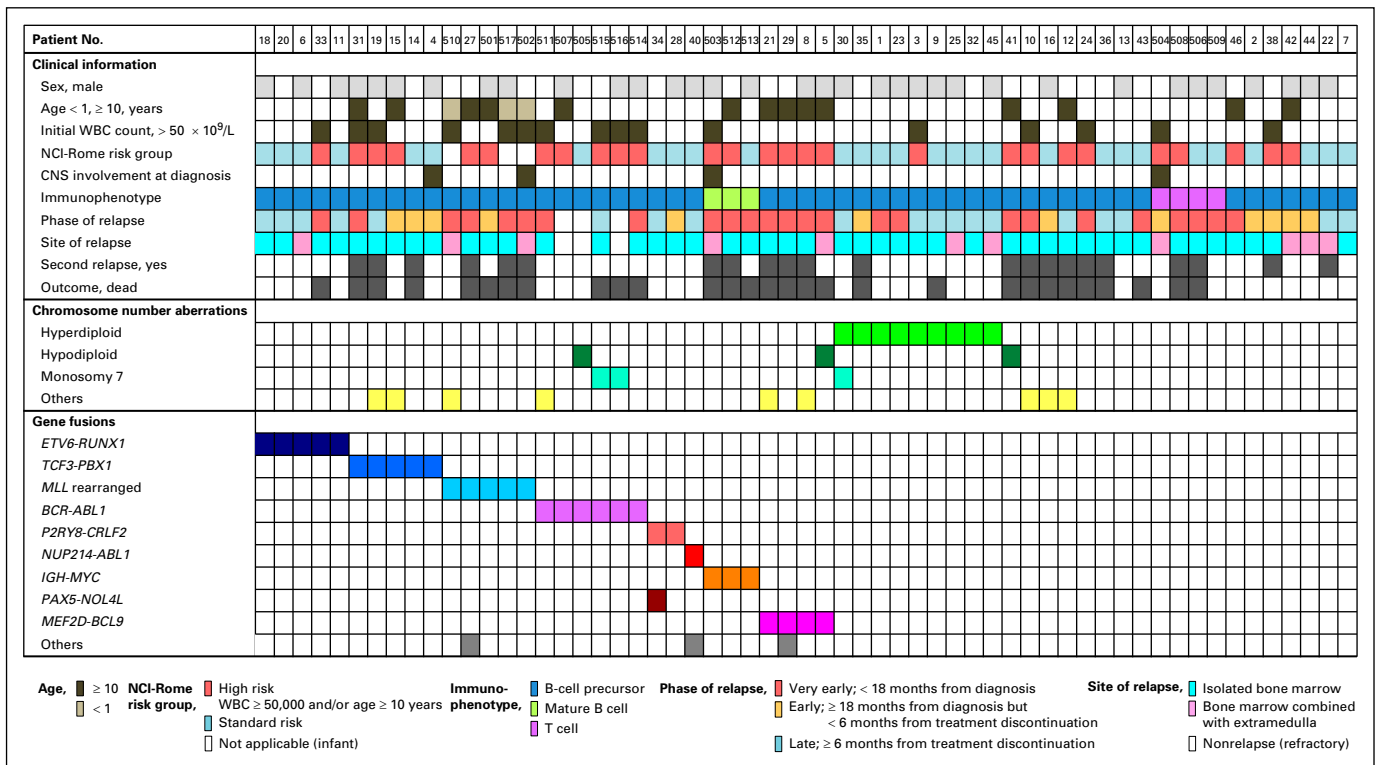 Patient No. 18 20 6 33 11 31 19 15 14 4 510 27 501 517 502 511 507 505 515 516 514 34 28 40 503 512 513 21 29 8 5 30 35 1 23 3 9 25 32 45 41 10 16 12 24 36 13 43 504 508 506 509 46 2 38 42 44 22 7
Clinical information
Sex, male
Age < 1, ≥ 10, years
Initial WBC count, > 50 × 10⁹/L
NCI-Rome risk group
CNS involvement at diagnosis
Immunophenotype
Phase of relapse
Site of relapse
Second relapse, yes
Outcome, dead
Chromosome number aberrations
Hyperdiploid
Hypodiploid
Monosomy 7
Others
Gene fusions
ETV6-RUNX1
TCF3-PBX1
MLL rearranged
BCR-ABL1
P2RY8-CRLF2
NUP214-ABL1
IGH-MYC
PAX5-NOL4L
MEF2D-BCL9
Others
Age,
≥ 10
< 1
NCI-Rome
risk group,
High risk
WBC ≥ 50,000 and/or age ≥ 10 years
Standard risk
Not applicable (infant)
Immuno-
phenotype,
B-cell precursor
Mature B cell
T cell
Phase of relapse,
Very early; < 18 months from diagnosis
Early; ≥ 18 months from diagnosis but
< 6 months from treatment discontinuation
Late; ≥ 6 months from treatment discontinuation
Site of relapse,
Isolated bone marrow
Bone marrow combined
with extramedulla
Nonrelapse (refractory)